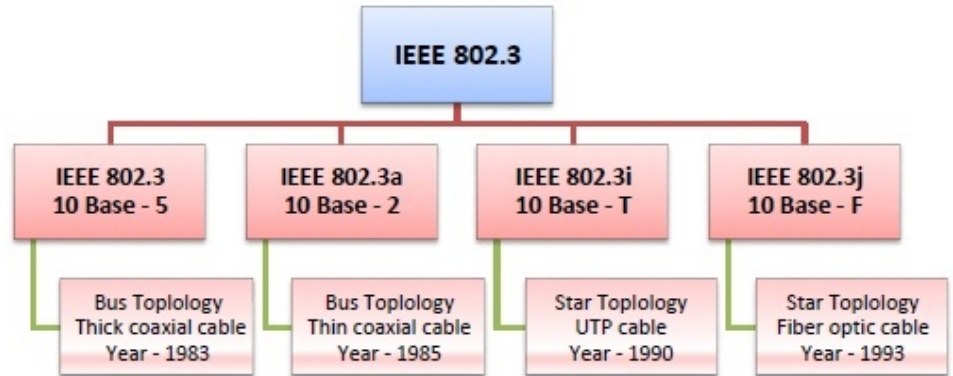 IEEE 802.3
IEEE 802.3
10 Base - 5
IEEE 802.3a
10 Base - 2
IEEE 802.3i
10 Base - T
IEEE 802.3j
10 Base - F
Bus Toplology
Thick coaxial cable
Year - 1983
Bus Toplology
Thin coaxial cable
Year - 1985
Star Toplology
UTP cable
Year - 1990
Star Toplology
Fiber optic cable
Year - 1993